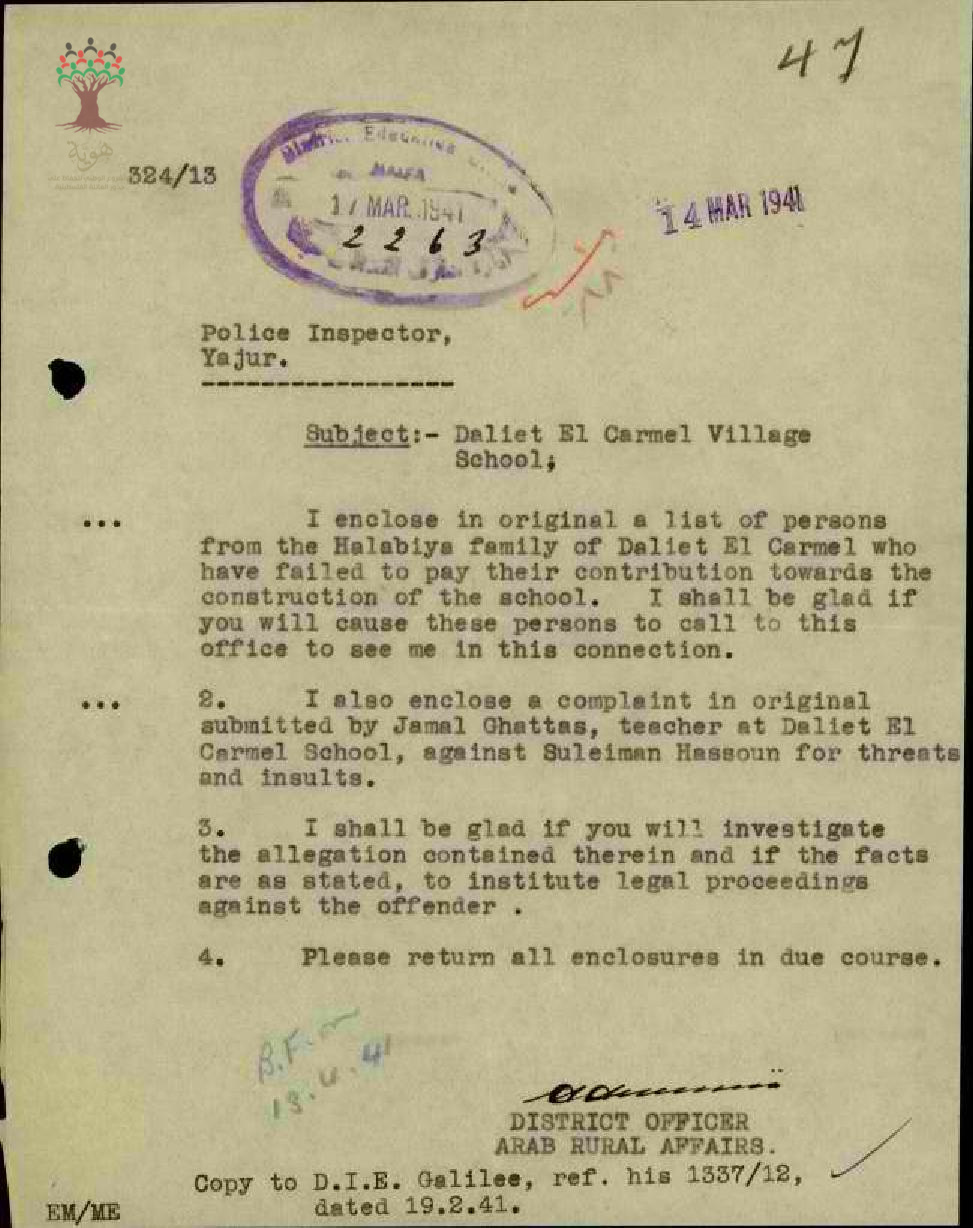 47
هوية
324/13
HAIFA
17 MAR. 1941
2263
14 MAR 1941
Police Inspector,
Yajur.
-----------------
Subject:- Daliet El Carmel Village
School;
... I enclose in original a list of persons
from the Halabiya family of Daliet El Carmel who
have failed to pay their contribution towards the
construction of the school. I shall be glad if
you will cause these persons to call to this
office to see me in this connection.
... 2. I also enclose a complaint in original
submitted by Jamal Ghattas, teacher at Daliet El
Carmel School, against Suleiman Hassoun for threats
and insults.
3. I shall be glad if you will investigate
the allegation contained therein and if the facts
are as stated, to institute legal proceedings
against the offender .
4. Please return all enclosures in due course.
B.F. on
13.4.41
DISTRICT OFFICER
ARAB RURAL AFFAIRS.
Copy to D.I.E. Galilee, ref. his 1337/12,
dated 19.2.41.
EM/ME